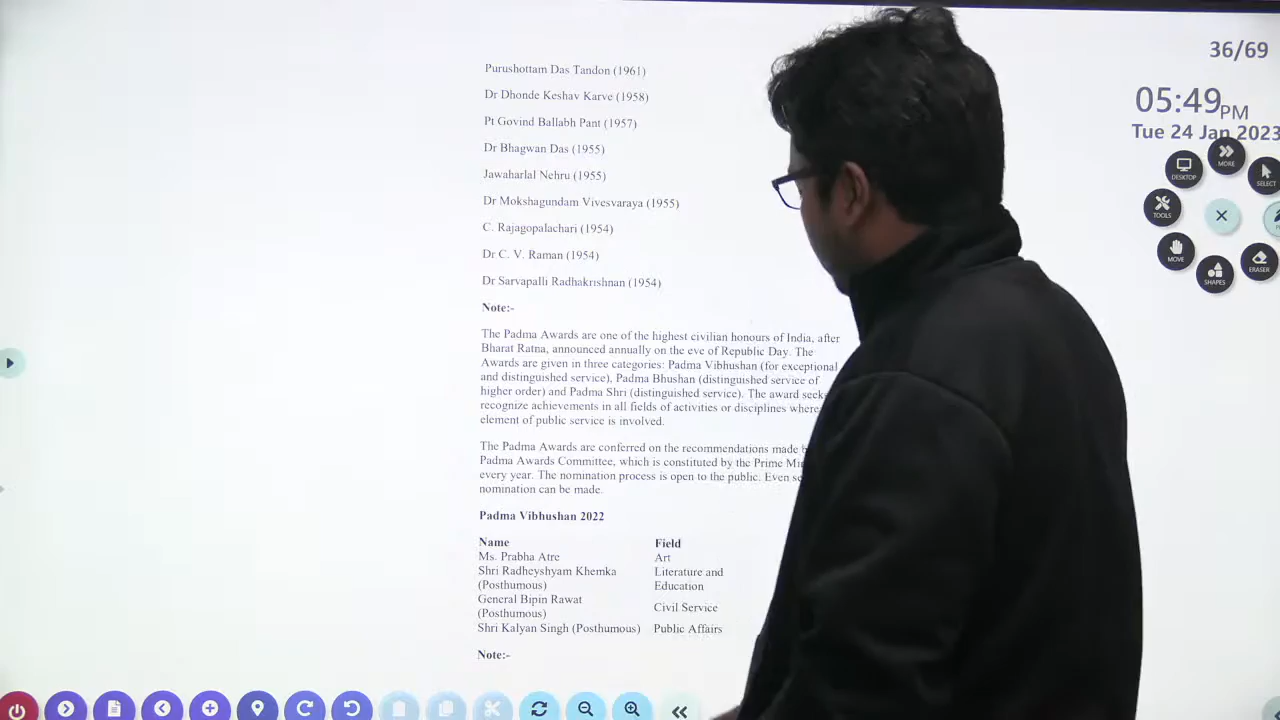 36/69
05:49 PM
Tue 24 Jan 2023
MORE
DESKTOP
SELECT
TOOLS
MOVE
SHAPES
ERASER
Purushottam Das Tandon (1961)
Dr Dhonde Keshav Karve (1958)
Pt Govind Ballabh Pant (1957)
Dr Bhagwan Das (1955)
Jawaharlal Nehru (1955)
Dr Mokshagundam Vivesvaraya (1955)
C. Rajagopalachari (1954)
Dr C. V. Raman (1954)
Dr Sarvapalli Radhakrishnan (1954)
Note:-
The Padma Awards are one of the highest civilian honours of India, after
Bharat Ratna, announced annually on the eve of Republic Day. The
Awards are given in three categories: Padma Vibhushan (for exceptional
and distinguished service), Padma Bhushan (distinguished service of
higher order) and Padma Shri (distinguished service). The award
recognize achievements in all fields of activities or disciplines where
element of public service is involved.
The Padma Awards are conferred on the recommendations made
Padma Awards Committee, which is constituted by the Prime
every year. The nomination process is open to the public. Even
nomination can be made.
Padma Vibhushan 2022
Name Field
Ms. Prabha Atre Art
Shri Radheyshyam Khemka Literature and
(Posthumous) Education
General Bipin Rawat
(Posthumous) Civil Service
Shri Kalyan Singh (Posthumous) Public Affairs
Note:-